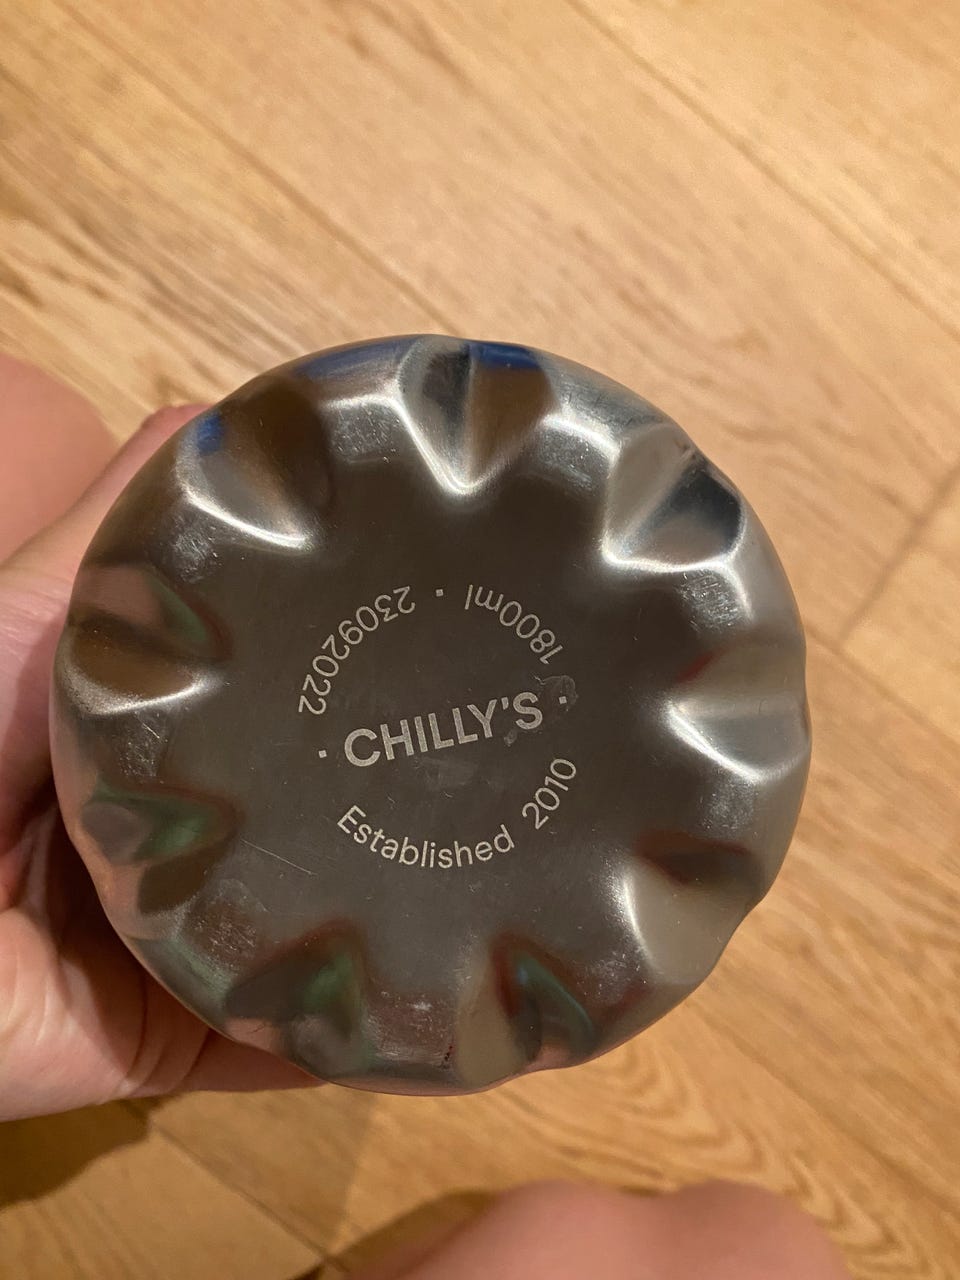 1800ml · 23092022
· CHILLY'S ·
Established 2010